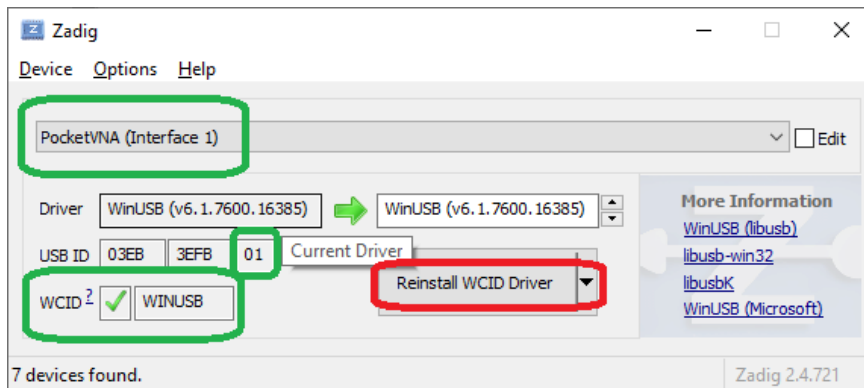 Zadig
Device Options Help
PocketVNA (Interface 1)
Edit
Driver WinUSB (v6.1.7600.16385) WinUSB (v6.1.7600.16385)
More Information
WinUSB (libusb)
libusb-win32
libusbK
WinUSB (Microsoft)
USB ID 03EB 3EFB 01
Current Driver
WCID ? WINUSB
Reinstall WCID Driver
7 devices found.
Zadig 2.4.721